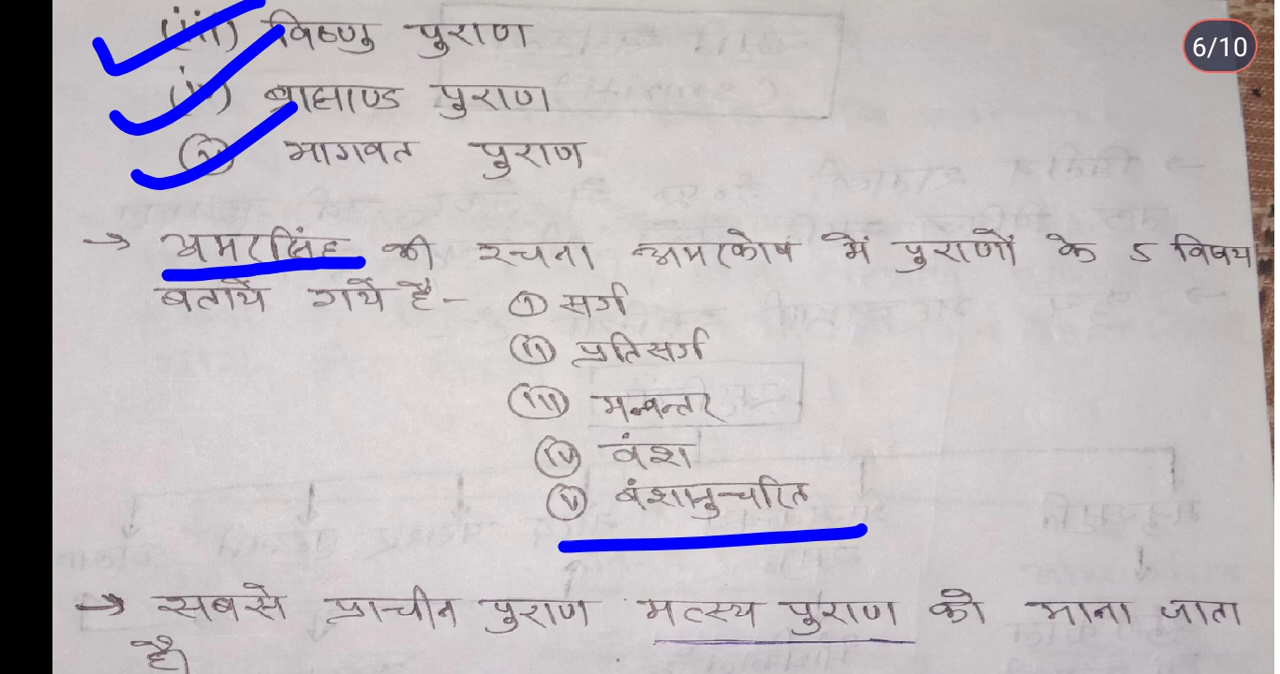 (iii) विष्णु पुराण
6/10
(iv) ब्राह्माण्ड पुराण
(v) भागवत पुराण
→ अमरसिंह की रचना अमरकोष में पुराणों के 5 विषय
बताये गये है - (i) सर्ग
(ii) प्रतिसर्ग
(iii) मन्वन्तर
(iv) वंश
(v) वंशानुचरित
→ सबसे प्राचीन पुराण मत्स्य पुराण को माना जाता
है।